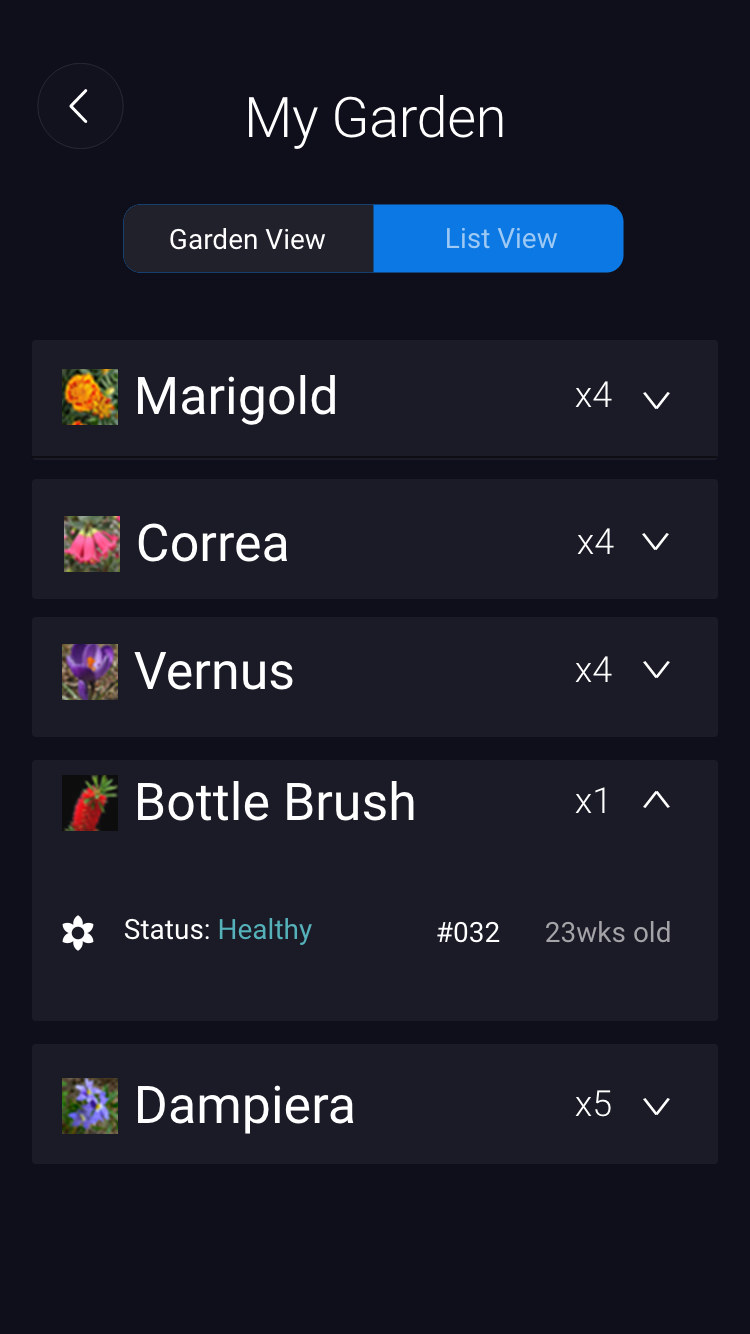 My Garden
Garden View List View
Marigold x4
Correa x4
Vernus x4
Bottle Brush x1
Status: Healthy #032 23wks old
Dampiera x5